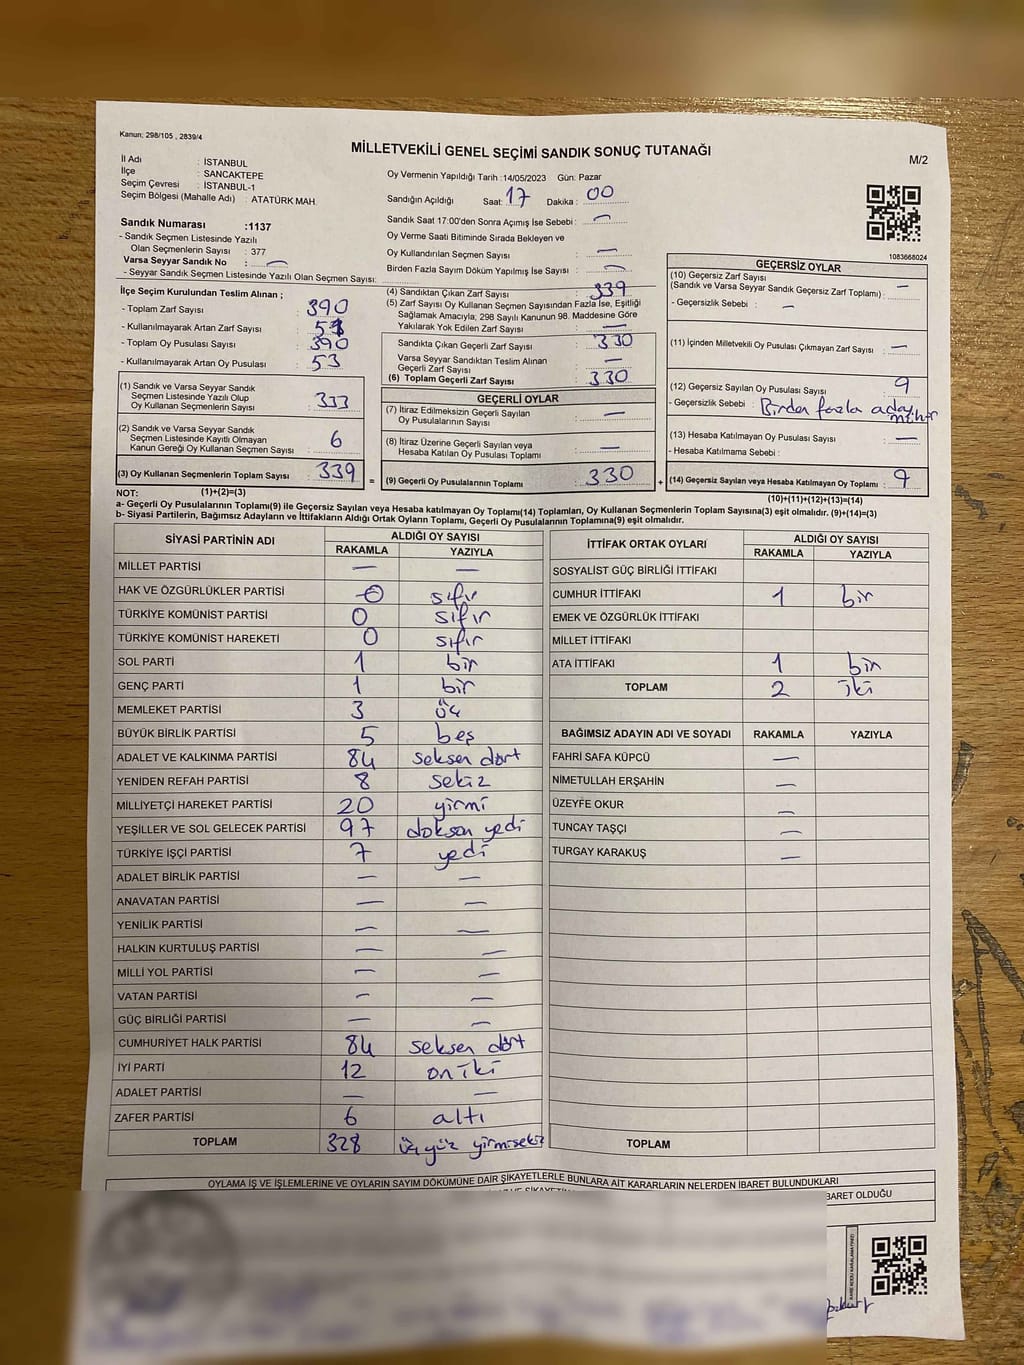 Kanun; 298/105 , 2839/4
MİLLETVEKİLİ GENEL SEÇİMİ SANDIK SONUÇ TUTANAĞI
M/2
İl Adı : İSTANBUL
İlçe : SANCAKTEPE
Seçim Çevresi : İSTANBUL-1
Seçim Bölgesi (Mahalle Adı) : ATATÜRK MAH.
Sandık Numarası :1137
- Sandık Seçmen Listesinde Yazılı
Olan Seçmenlerin Sayısı : 377
Varsa Seyyar Sandık No : —
- Seyyar Sandık Seçmen Listesinde Yazılı Olan Seçmen Sayısı:
Oy Vermenin Yapıldığı Tarih :14/05/2023 Gün: Pazar
Sandığın Açıldığı Saat: 17 Dakika : 00
Sandık Saat 17:00'den Sonra Açımış İse Sebebi : —
Oy Verme Saati Bitiminde Sırada Bekleyen ve
Oy Kullandırılan Seçmen Sayısı : —
Birden Fazla Sayım Döküm Yapılmış İse Sayısı : —
1083668024
İlçe Seçim Kurulundan Teslim Alınan ;
- Toplam Zarf Sayısı : 390
- Kullanılmayarak Artan Zarf Sayısı :
- Toplam Oy Pusulası Sayısı : 390
- Kullanılmayarak Artan Oy Pusulası : 53
(1) Sandık ve Varsa Seyyar Sandık
Seçmen Listesinde Yazılı Olup
Oy Kullanan Seçmenlerin Sayısı : 333
(2) Sandık ve Varsa Seyyar Sandık
Seçmen Listesinde Kayıtlı Olmayan
Kanun Gereği Oy Kullanan Seçmen Sayısı : 6
(3) Oy Kullanan Seçmenlerin Toplam Sayısı : 339
(4) Sandıktan Çıkan Zarf Sayısı : 339
(5) Zarf Sayısı Oy Kullanan Seçmen Sayısından Fazla İse, Eşitliği
Sağlamak Amacıyla; 298 Sayılı Kanunun 98. Maddesine Göre
Yakılarak Yok Edilen Zarf Sayısı : —
Sandıkta Çıkan Geçerli Zarf Sayısı : 330
Varsa Seyyar Sandıktan Teslim Alınan
Geçerli Zarf Sayısı : —
(6) Toplam Geçerli Zarf Sayısı : 330
GEÇERLİ OYLAR
(7) İtiraz Edilmeksizin Geçerli Sayılan
Oy Pusulalarının Sayısı : —
(8) İtiraz Üzerine Geçerli Sayılan veya
Hesaba Katılan Oy Pusulası Toplamı : —
= (9) Geçerli Oy Pusulalarının Toplamı : 330 +
GEÇERSİZ OYLAR
(10) Geçersiz Zarf Sayısı
(Sandık ve Varsa Seyyar Sandık Geçersiz Zarf Toplamı) : —
- Geçersizlik Sebebi : —
(11) İçinden Milletvekili Oy Pusulası Çıkmayan Zarf Sayısı : —
(12) Geçersiz Sayılan Oy Pusulası Sayısı : 9
- Geçersizlik Sebebi : Birden fazla aday mühür
(13) Hesaba Katılmayan Oy Pusulası Sayısı : —
- Hesaba Katılmama Sebebi :
(14) Geçersiz Sayılan veya Hesaba Katılmayan Oy Toplamı : 9
NOT: (1)+(2)=(3)
(10)+(11)+(12)+(13)=(14)
a- Geçerli Oy Pusulalarının Toplamı(9) ile Geçersiz Sayılan veya Hesaba katılmayan Oy Toplamı(14) Toplamları, Oy Kullanan Seçmenlerin Toplam Sayısına(3) eşit olmalıdır. (9)+(14)=(3)
b- Siyasi Partilerin, Bağımsız Adayların ve İttifakların Aldığı Ortak Oyların Toplamı, Geçerli Oy Pusulalarının Toplamına(9) eşit olmalıdır.
SİYASİ PARTİNİN ADI ALDIĞI OY SAYISI
RAKAMLA YAZIYLA
MİLLET PARTİSİ — —
HAK VE ÖZGÜRLÜKLER PARTİSİ 0 sıfır
TÜRKİYE KOMÜNİST PARTİSİ 0 sıfır
TÜRKİYE KOMÜNİST HAREKETİ 0 sıfır
SOL PARTİ 1 bir
GENÇ PARTİ 1 bir
MEMLEKET PARTİSİ 3 üç
BÜYÜK BİRLİK PARTİSİ 5 beş
ADALET VE KALKINMA PARTİSİ 84 seksen dört
YENİDEN REFAH PARTİSİ 8 sekiz
MİLLİYETÇİ HAREKET PARTİSİ 20 yirmi
YEŞİLLER VE SOL GELECEK PARTİSİ 97 doksan yedi
TÜRKİYE İŞÇİ PARTİSİ 7 yedi
ADALET BİRLİK PARTİSİ — —
ANAVATAN PARTİSİ — —
YENİLİK PARTİSİ — —
HALKIN KURTULUŞ PARTİSİ — —
MİLLİ YOL PARTİSİ — —
VATAN PARTİSİ — —
GÜÇ BİRLİĞİ PARTİSİ — —
CUMHURİYET HALK PARTİSİ 84 seksen dört
İYİ PARTİ 12 on iki
ADALET PARTİSİ — —
ZAFER PARTİSİ 6 altı
TOPLAM 328 üç yüz yirmisekiz
İTTİFAK ORTAK OYLARI ALDIĞI OY SAYISI
RAKAMLA YAZIYLA
SOSYALİST GÜÇ BİRLİĞİ İTTİFAKI
CUMHUR İTTİFAKI 1 bir
EMEK VE ÖZGÜRLÜK İTTİFAKI
MİLLET İTTİFAKI
ATA İTTİFAKI 1 bir
TOPLAM 2 iki
BAĞIMSIZ ADAYIN ADI VE SOYADI RAKAMLA YAZIYLA
FAHRİ SAFA KÜPCÜ —
NİMETULLAH ERŞAHİN —
ÜZEYFE OKUR —
TUNCAY TAŞÇI —
TURGAY KARAKUŞ —
TOPLAM
OYLAMA İŞ VE İŞLEMLERİNE VE OYLARIN SAYIM DÖKÜMÜNE DAİR ŞİKAYETLERLE BUNLARA AİT KARARLARIN NELERDEN İBARET BULUNDUKLARI
BARET OLDUĞU